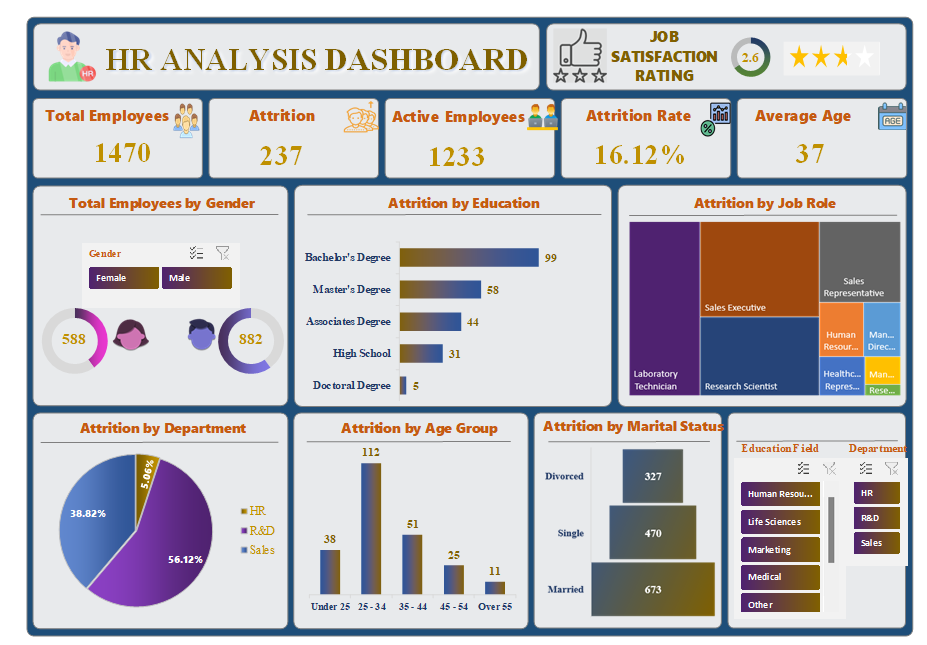 HR ANALYSIS DASHBOARD
HR
JOB
SATISFACTION
RATING
2.6
Total Employees
1470
Attrition
237
Active Employees
1233
Attrition Rate
%
16.12%
Average Age
AGE
37
Total Employees by Gender
Gender
Female
Male
588
882
Attrition by Education
Bachelor's Degree
99
Master's Degree
58
Associates Degree
44
High School
31
Doctoral Degree
5
Attrition by Job Role
Laboratory
Technician
Sales Executive
Research Scientist
Sales
Representative
Human
Resour...
Man...
Direc...
Healthc...
Repres...
Man...
Rese...
Attrition by Department
5.06%
38.82%
56.12%
HR
R&D
Sales
Attrition by Age Group
38
112
51
25
11
Under 25
25 - 34
35 - 44
45 - 54
Over 55
Attrition by Marital Status
Divorced
327
Single
470
Married
673
Education Field
Human Resou...
Life Sciences
Marketing
Medical
Other
Department
HR
R&D
Sales